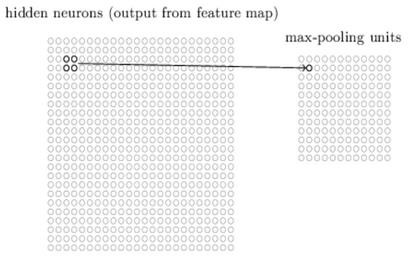 hidden neurons (output from feature map)
max-pooling units